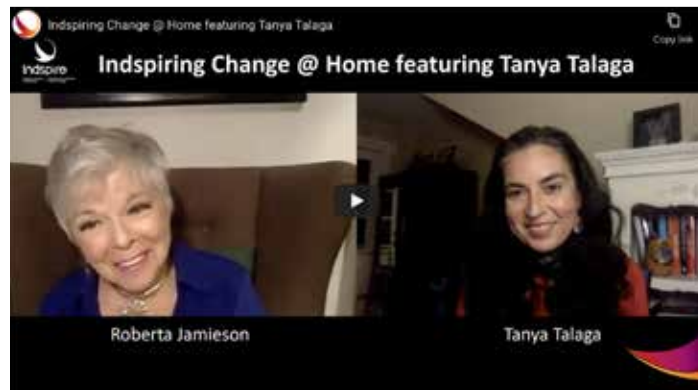 Indspiring Change @ Home featuring Tanya Talaga
Copy link
indspire
Indspiring Change @ Home featuring Tanya Talaga
Roberta Jamieson
Tanya Talaga